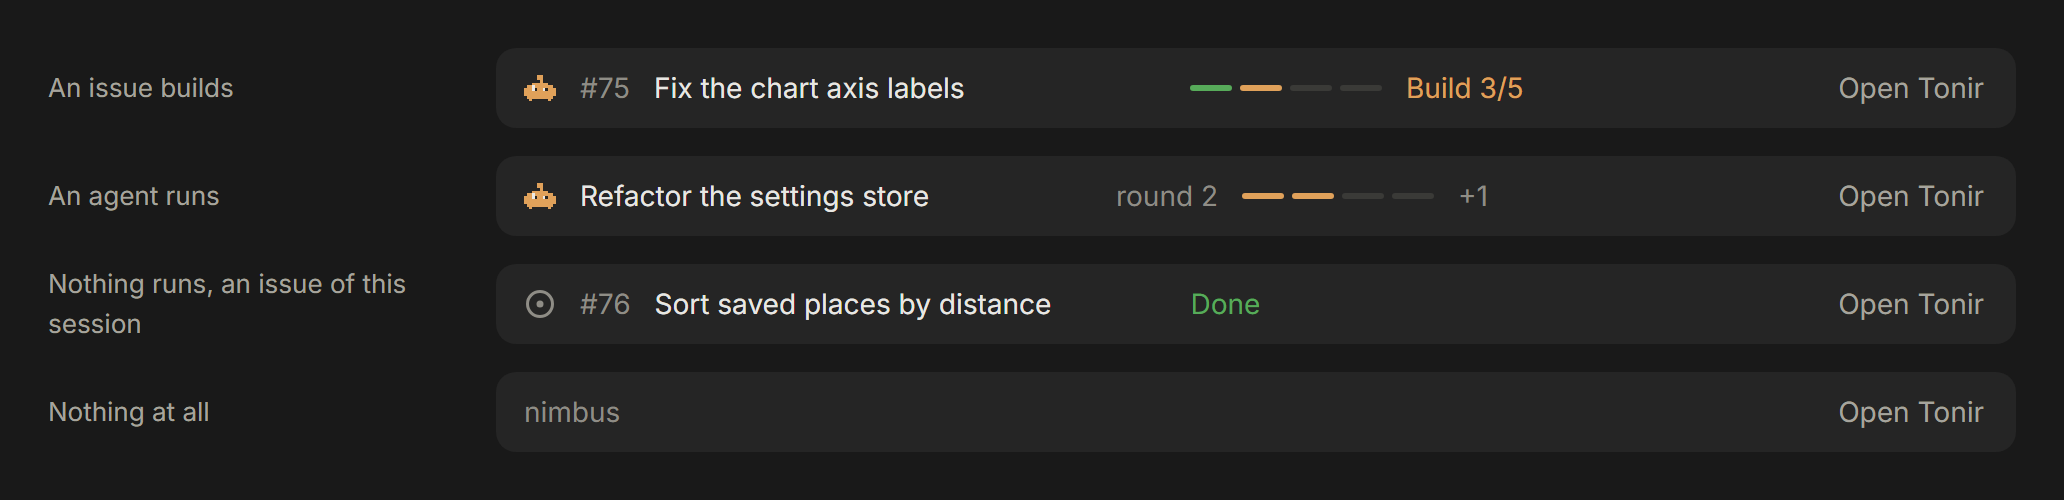 An issue builds
#75 Fix the chart axis labels Build 3/5 Open Tonir
An agent runs
Refactor the settings store round 2 +1 Open Tonir
Nothing runs, an issue of this
session
#76 Sort saved places by distance Done Open Tonir
Nothing at all
nimbus Open Tonir